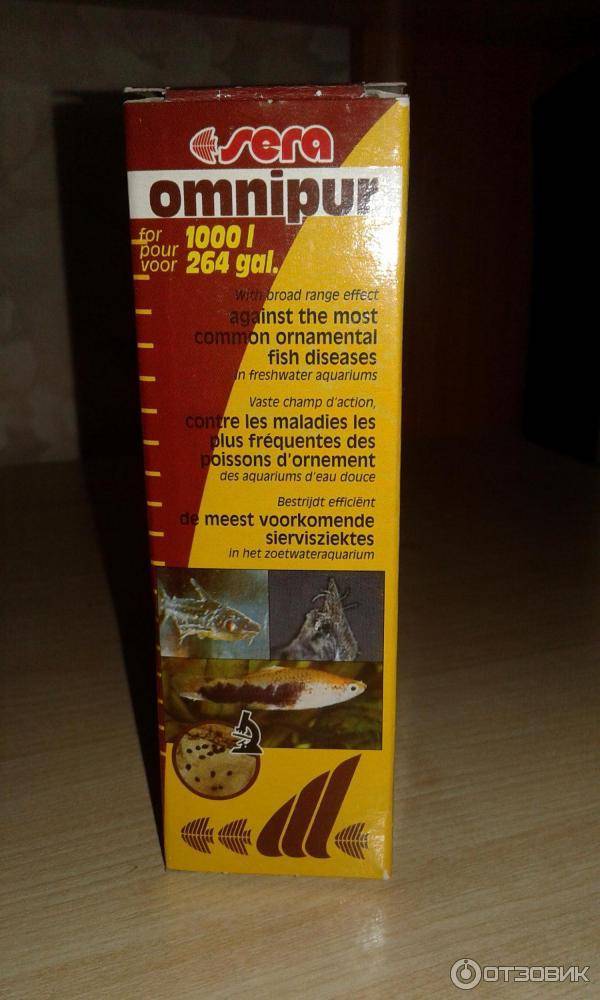 sera
omnipur
for
pour
voor
1000 l
264 gal.
With broad range effect
against the most
common ornamental
fish diseases
in freshwater aquariums
Vaste champ d'action,
contre les maladies les
plus fréquentes des
poissons d'ornement
des aquariums d'eau douce
Bestrijdt efficiënt
de meest voorkomende
siervisziektes
in het zoetwateraquarium
ОТЗОВИК